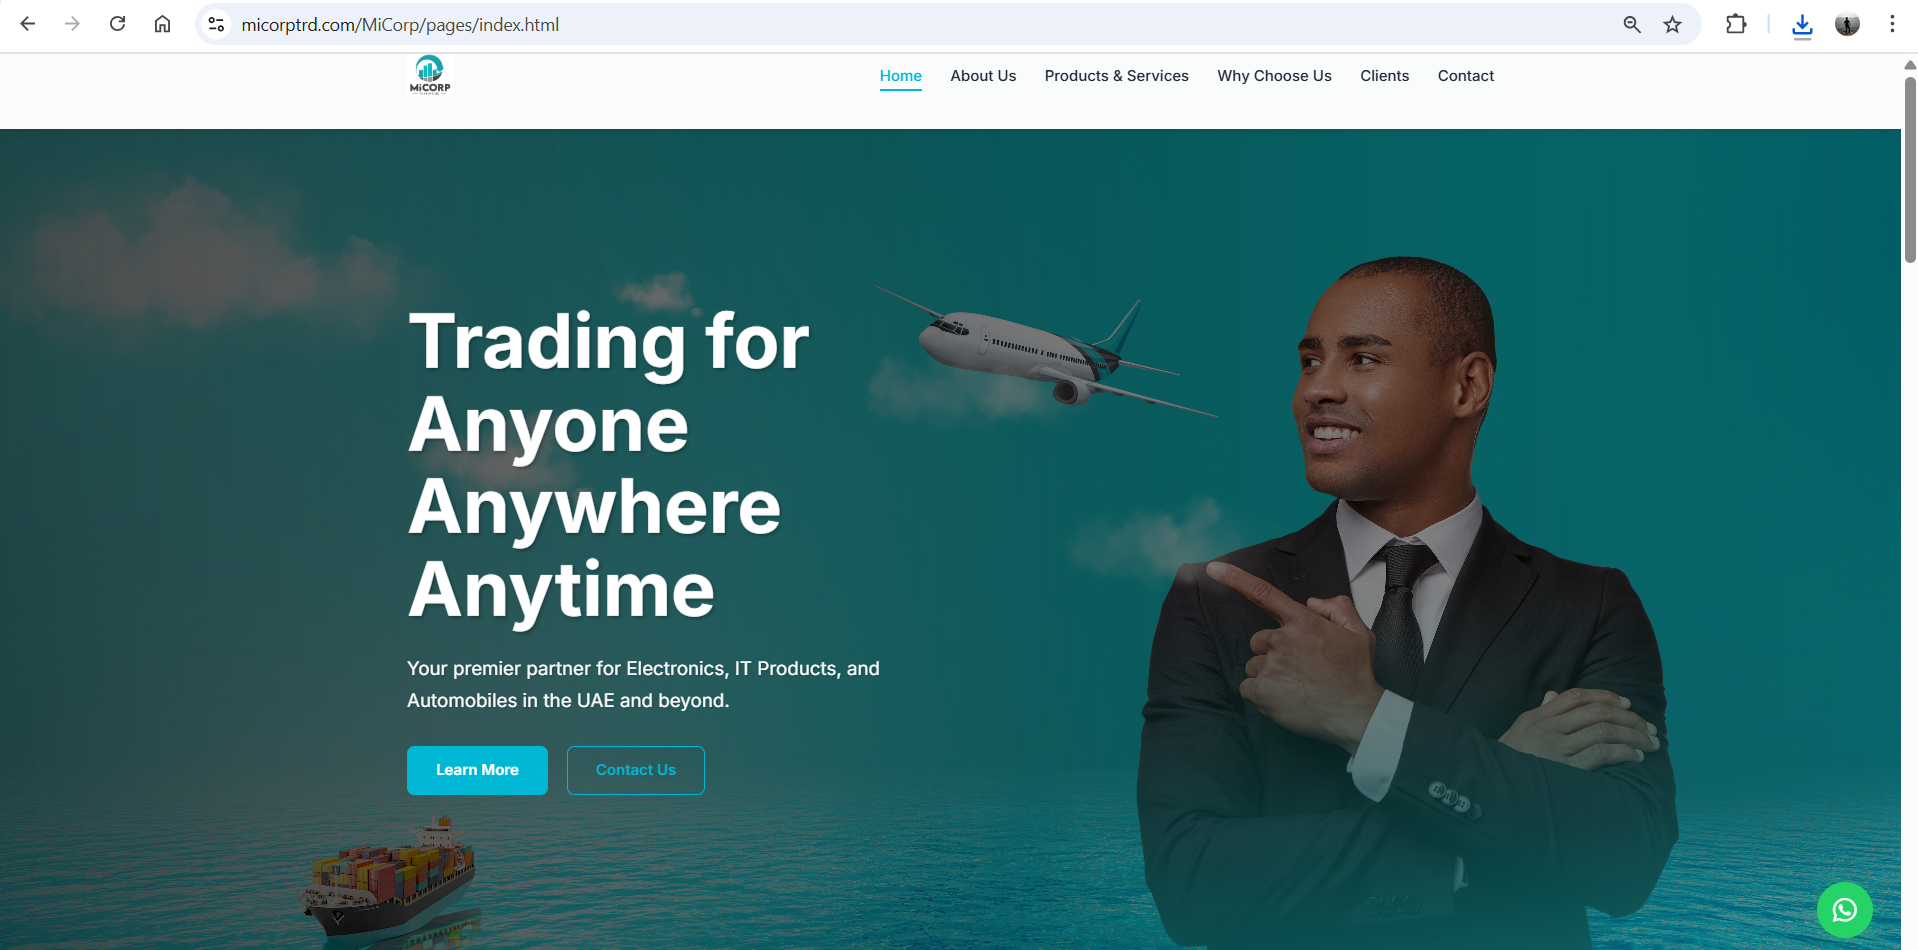 micorptrd.com/MiCorp/pages/index.html
MiCORP
Home
About Us
Products & Services
Why Choose Us
Clients
Contact
Trading for
Anyone
Anywhere
Anytime
Your premier partner for Electronics, IT Products, and
Automobiles in the UAE and beyond.
Learn More
Contact Us